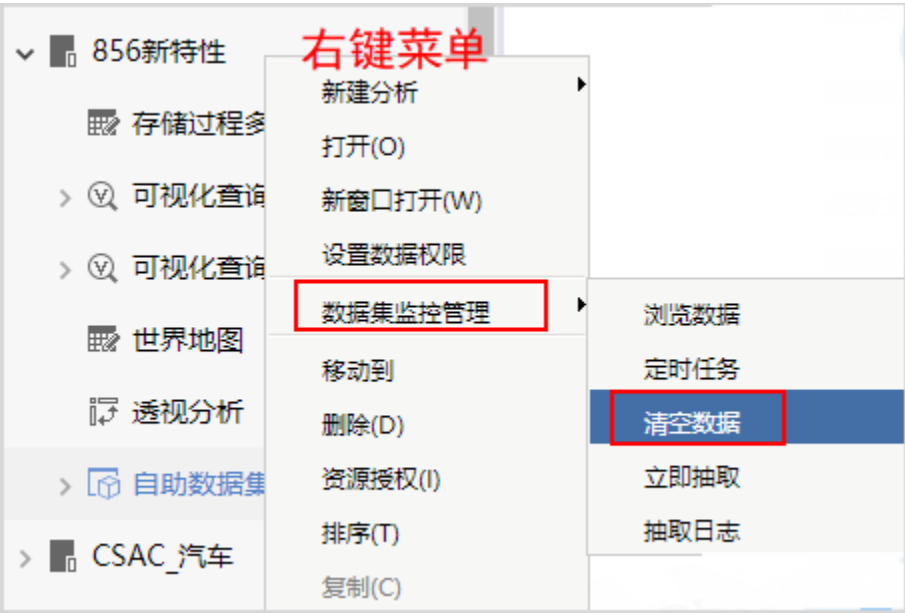 856新特性
右键菜单
新建分析
存储过程多
打开(O)
可视化查询
新窗口打开(W)
设置数据权限
可视化查询
数据集监控管理
浏览数据
世界地图
移动到
定时任务
透视分析
删除(D)
清空数据
自助数据集
资源授权(I)
立即抽取
排序(T)
抽取日志
CSAC_汽车
复制(C)